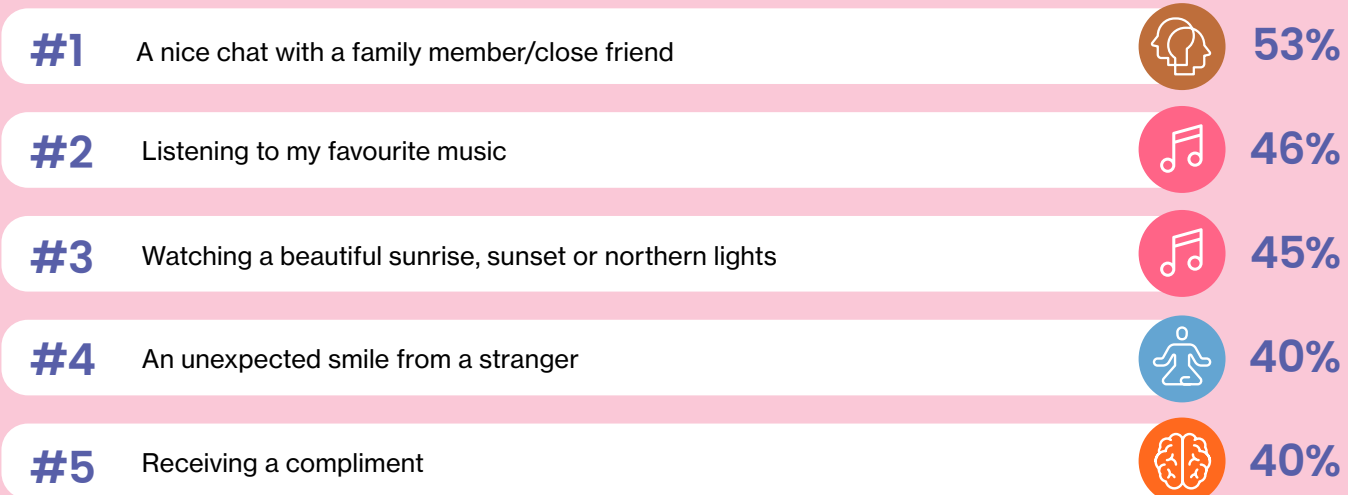 #1 A nice chat with a family member/close friend 53%
#2 Listening to my favourite music 46%
#3 Watching a beautiful sunrise, sunset or northern lights 45%
#4 An unexpected smile from a stranger 40%
#5 Receiving a compliment 40%